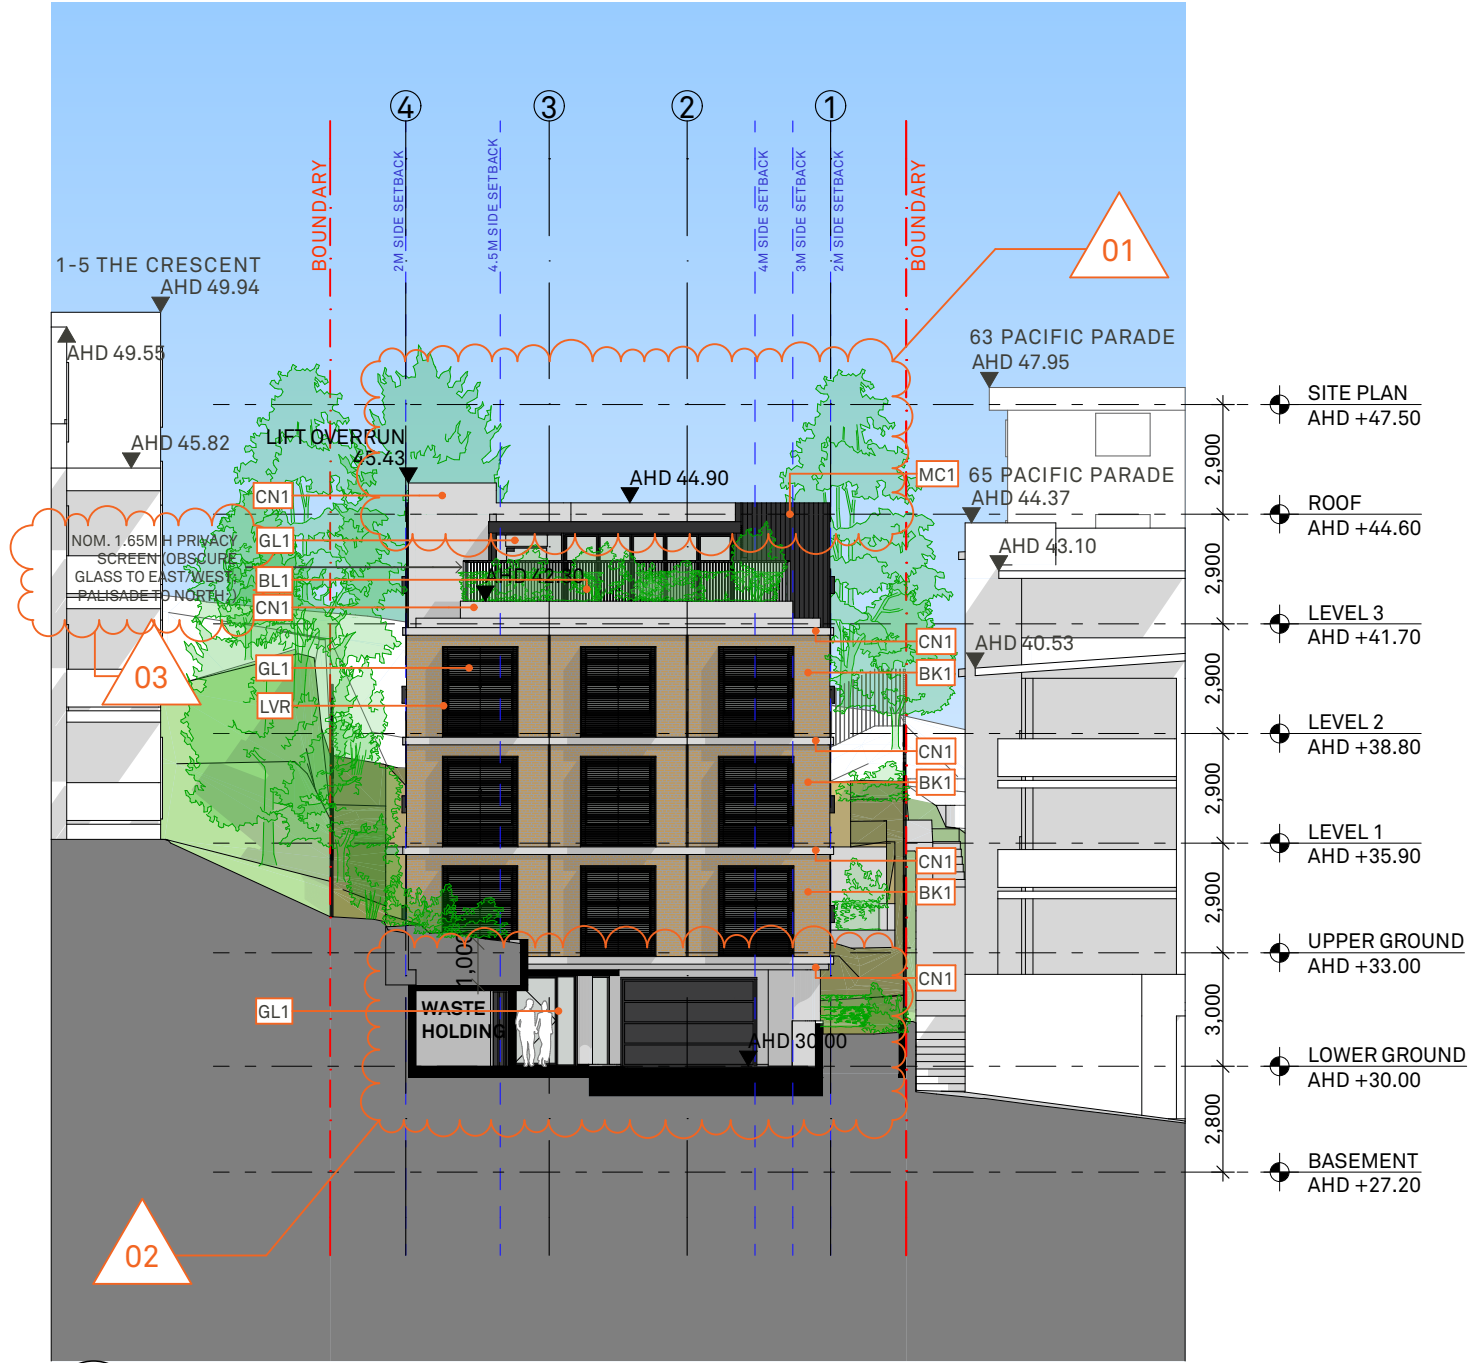 4
3
2
1
BOUNDARY
2M SIDE SETBACK
4.5M SIDE SETBACK
4M SIDE SETBACK
3M SIDE SETBACK
2M SIDE SETBACK
BOUNDARY
01
1-5 THE CRESCENT
AHD 49.94
AHD 49.55
63 PACIFIC PARADE
AHD 47.95
SITE PLAN
AHD +47.50
2,900
AHD 45.82
LIFT OVERRUN
45.43
AHD 44.90
MC1
65 PACIFIC PARADE
AHD 44.37
CN1
ROOF
AHD +44.60
NOM. 1.65M H PRIVACY
SCREEN (OBSCURE
GLASS TO EAST/WEST,
PALISADE TO NORTH.)
GL1
BL1
CN1
AHD 42.30
AHD 43.10
2,900
LEVEL 3
AHD +41.70
CN1
BK1
AHD 40.53
03
GL1
LVR
2,900
LEVEL 2
AHD +38.80
CN1
BK1
2,900
LEVEL 1
AHD +35.90
CN1
BK1
2,900
UPPER GROUND
AHD +33.00
1,000
CN1
GL1
WASTE
HOLDING
3,000
AHD 30.00
LOWER GROUND
AHD +30.00
2,800
BASEMENT
AHD +27.20
02